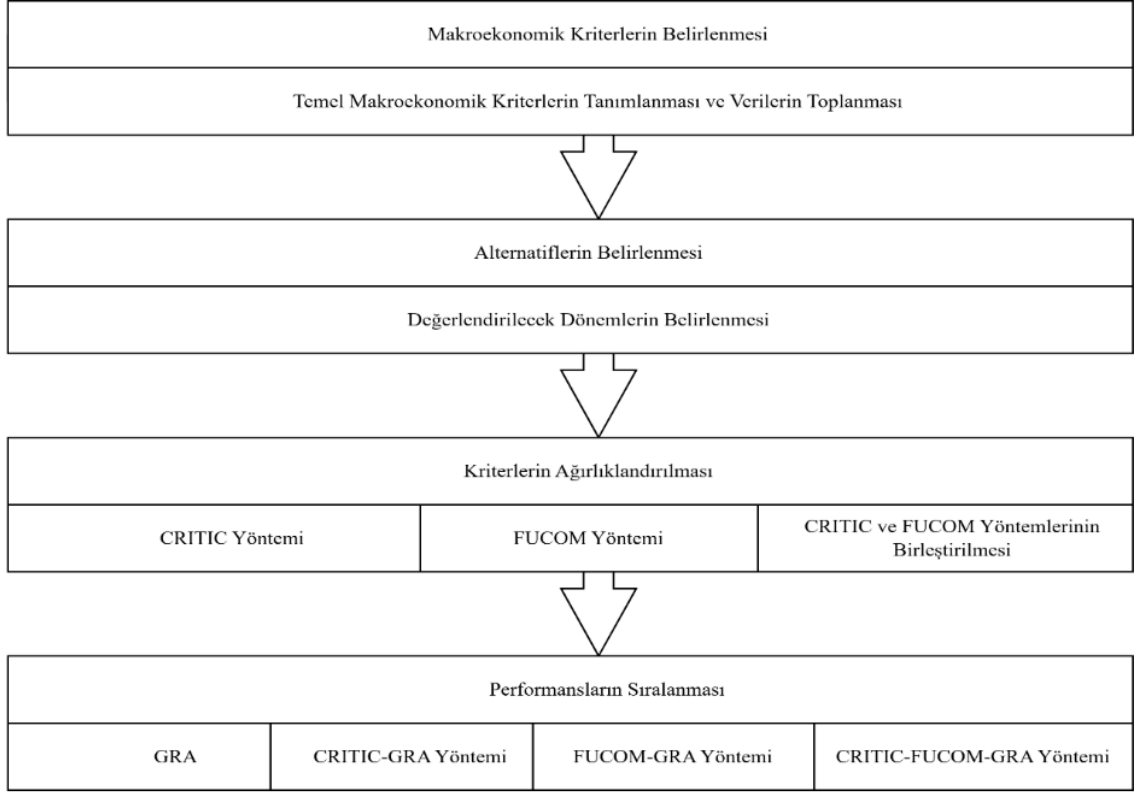 Makroekonomik Kriterlerin Belirlenmesi
Temel Makroekonomik Kriterlerin Tanımlanması ve Verilerin Toplanması
Alternatiflerin Belirlenmesi
Değerlendirilecek Dönemlerin Belirlenmesi
Kriterlerin Ağırlıklandırılması
CRITIC Yöntemi
FUCOM Yöntemi
CRITIC ve FUCOM Yöntemlerinin
Birleştirilmesi
Performansların Sıralanması
GRA
CRITIC-GRA Yöntemi
FUCOM-GRA Yöntemi
CRITIC-FUCOM-GRA Yöntemi